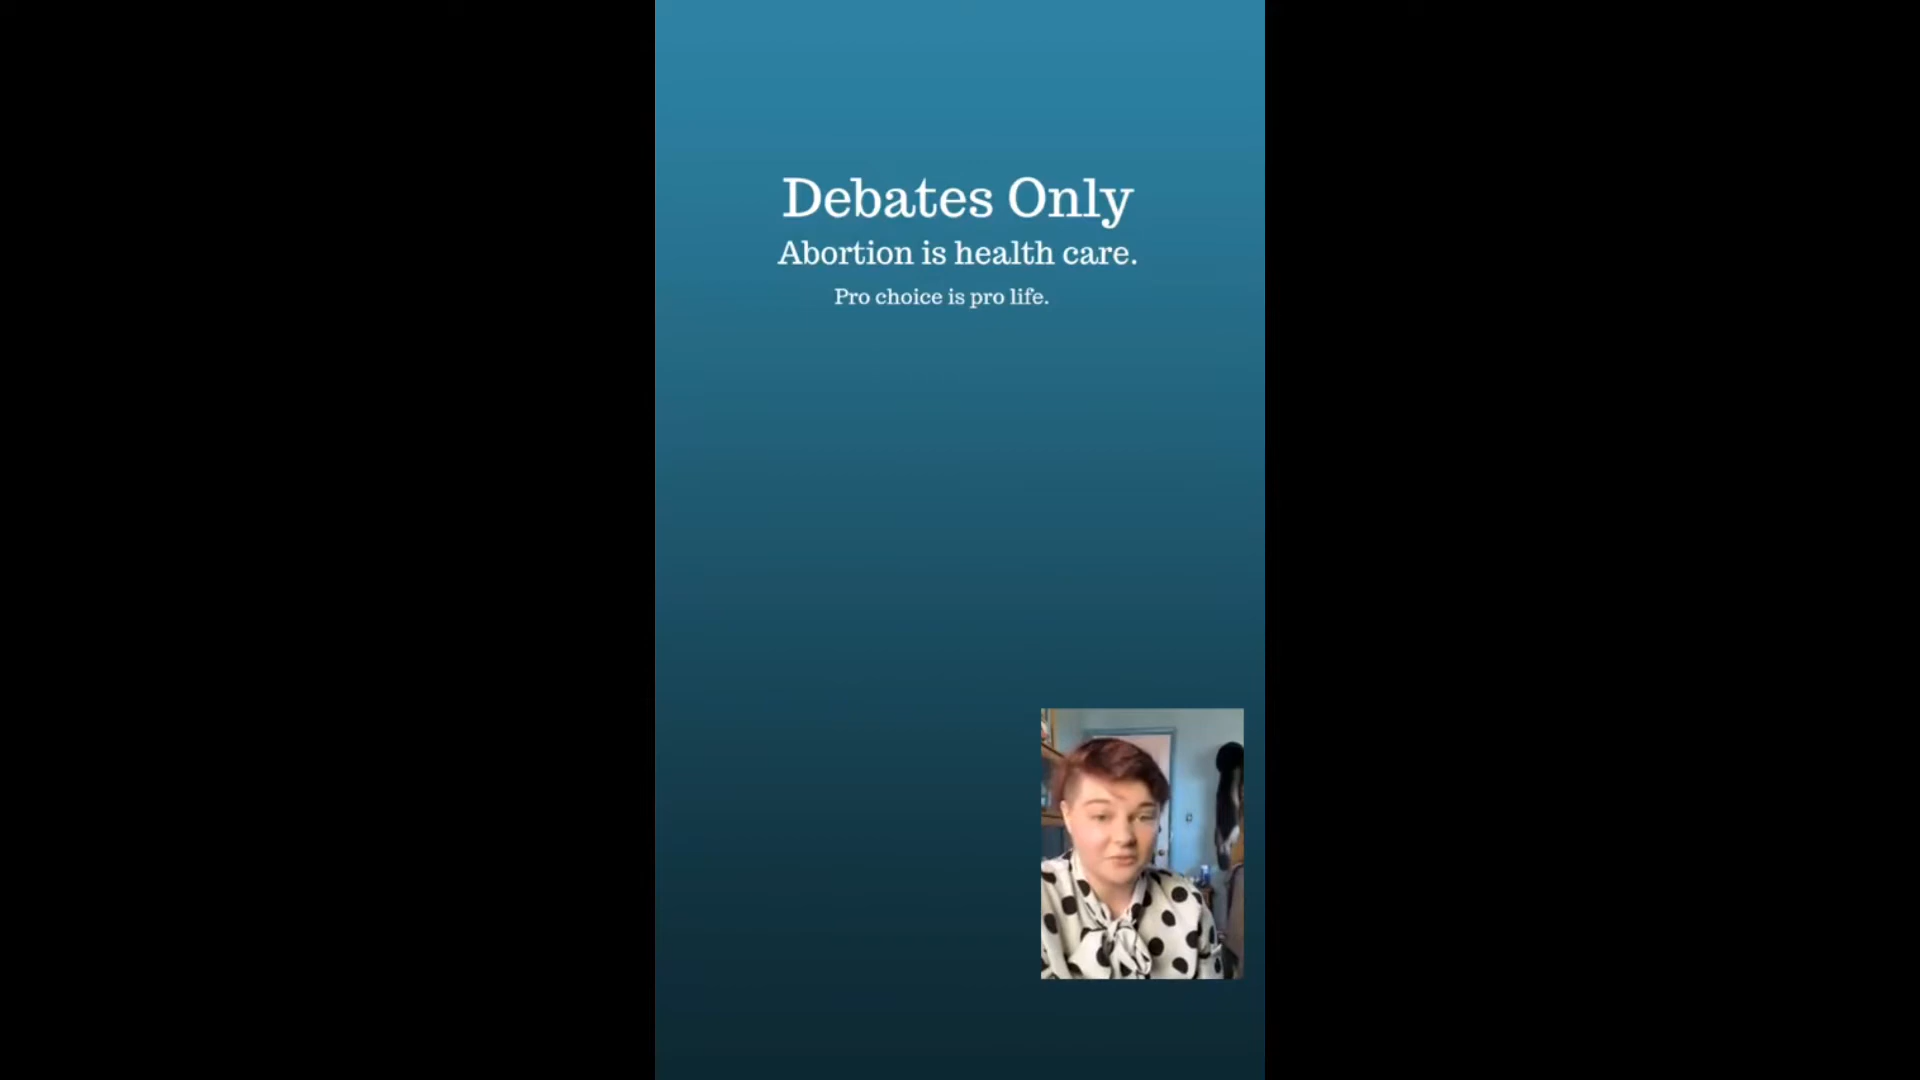 Debates Only
Abortion is health care.
Pro choice is pro life.